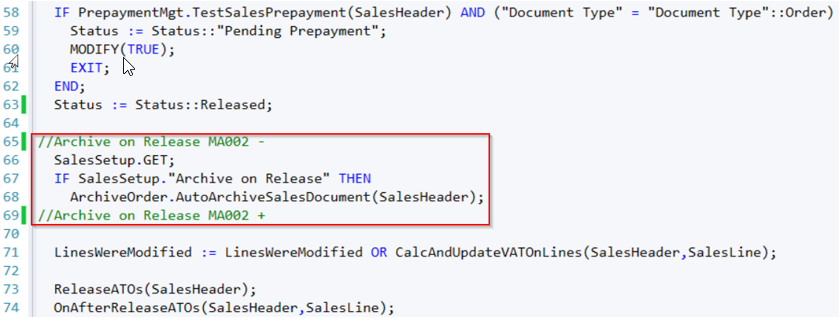 58 IF PrepaymentMgt.TestSalesPrepayment(SalesHeader) AND ("Document Type" = "Document Type"::Order)
59 Status := Status::"Pending Prepayment";
60 MODIFY(TRUE);
61 EXIT;
62 END;
63 Status := Status::Released;
64
65 //Archive on Release MA002 -
66 SalesSetup.GET;
67 IF SalesSetup."Archive on Release" THEN
68 ArchiveOrder.AutoArchiveSalesDocument(SalesHeader);
69 //Archive on Release MA002 +
70
71 LinesWereModified := LinesWereModified OR CalcAndUpdateVATOnLines(SalesHeader,SalesLine);
72
73 ReleaseATOs(SalesHeader);
74 OnAfterReleaseATOs(SalesHeader,SalesLine);